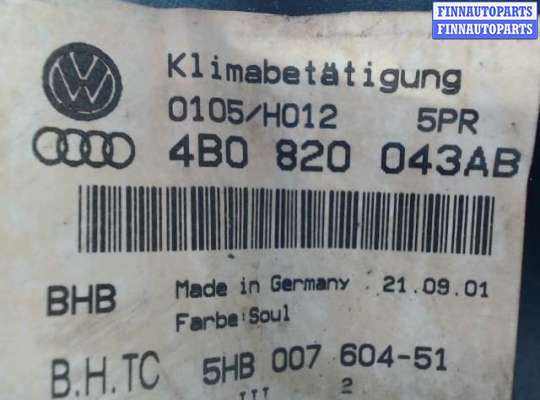 FINNAUTOPARTS
FINNAUTOPARTS
Klimabetätigung
0105/H012 5PR
4B0 820 043AB
BHB
Made in Germany . 21.09.01
Farbe:Soul
B.H.TC 5HB 007 604-51
2